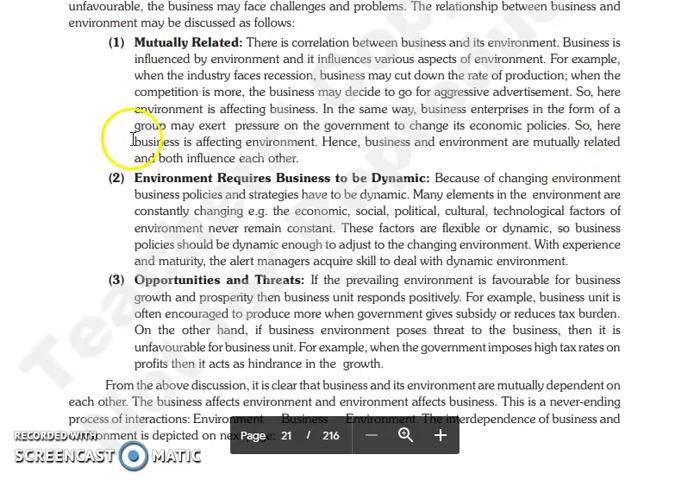 unfavourable, the business may face challenges and problems. The relationship between business and
environment may be discussed as follows:
(1) Mutually Related: There is correlation between business and its environment. Business is
influenced by environment and it influences various aspects of environment. For example,
when the industry faces recession, business may cut down the rate of production; when the
competition is more, the business may decide to go for aggressive advertisement. So, here
environment is affecting business. In the same way, business enterprises in the form of a
group may exert pressure on the government to change its economic policies. So, here
business is affecting environment. Hence, business and environment are mutually related
and both influence each other.
(2) Environment Requires Business to be Dynamic: Because of changing environment
business policies and strategies have to be dynamic. Many elements in the environment are
constantly changing e.g. the economic, social, political, cultural, technological factors of
environment never remain constant. These factors are flexible or dynamic, so business
policies should be dynamic enough to adjust to the changing environment. With experience
and maturity, the alert managers acquire skill to deal with dynamic environment.
(3) Opportunities and Threats: If the prevailing environment is favourable for business
growth and prosperity then business unit responds positively. For example, business unit is
often encouraged to produce more when government gives subsidy or reduces tax burden.
On the other hand, if business environment poses threat to the business, then it is
unfavourable for business unit. For example, when the government imposes high tax rates on
profits then it acts as hindrance in the growth.
From the above discussion, it is clear that business and its environment are mutually dependent on
each other. The business affects environment and environment affects business. This is a never-ending
process of interactions: Environment Business Environment. The interdependence of business and
is depicted on
Page 21 / 216
RECORDED WITH
SCREENCAST MATIC